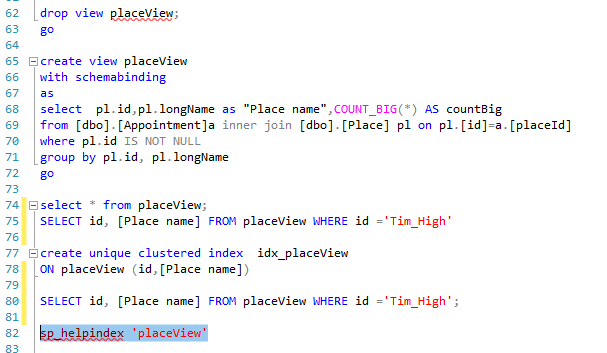 62 drop view placeView;
63 go
64
65 create view placeView
66 with schemabinding
67 as
68 select  pl.id,pl.longName as "Place name",COUNT_BIG(*) AS countBig
69 from [dbo].[Appointment]a inner join [dbo].[Place] pl on pl.[id]=a.[placeId]
70 where pl.id IS NOT NULL
71 group by pl.id, pl.longName
72 go
73
74 select * from placeView;
75 SELECT id, [Place name] FROM placeView WHERE id ='Tim_High'
76
77 create unique clustered index  idx_placeView
78 ON placeView (id,[Place name])
79
80 SELECT id, [Place name] FROM placeView WHERE id ='Tim_High';
81
82 sp_helpindex 'placeView'
83